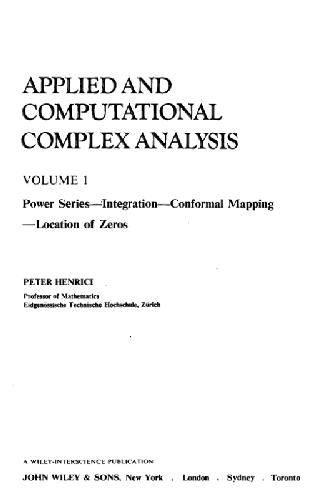 APPLIED AND
COMPUTATIONAL
COMPLEX ANALYSIS
VOLUME 1
Power Series—Integration—Conformal Mapping
—Location of Zeros
PETER HENRICI
Professor of Mathematics
Eidgenössische Technische Hochschule, Zürich
A WILEY-INTERSCIENCE PUBLICATION
JOHN WILEY & SONS, New York . London . Sydney . Toronto